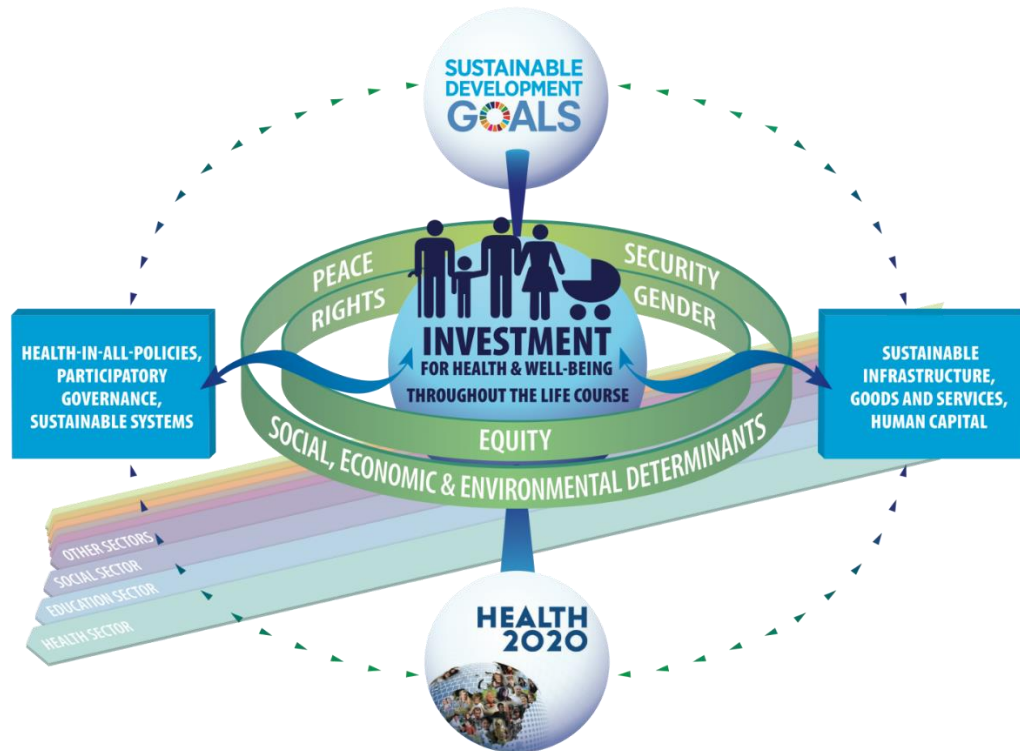 SUSTAINABLE
DEVELOPMENT
GOALS
PEACE
SECURITY
RIGHTS
GENDER
INVESTMENT
FOR HEALTH & WELL-BEING
THROUGHOUT THE LIFE COURSE
HEALTH-IN-ALL-POLICIES,
PARTICIPATORY
GOVERNANCE,
SUSTAINABLE SYSTEMS
SUSTAINABLE
INFRASTRUCTURE,
GOODS AND SERVICES,
HUMAN CAPITAL
EQUITY
SOCIAL, ECONOMIC & ENVIRONMENTAL DETERMINANTS
OTHER SECTORS
SOCIAL SECTOR
EDUCATION SECTOR
HEALTH SECTOR
HEALTH
2020